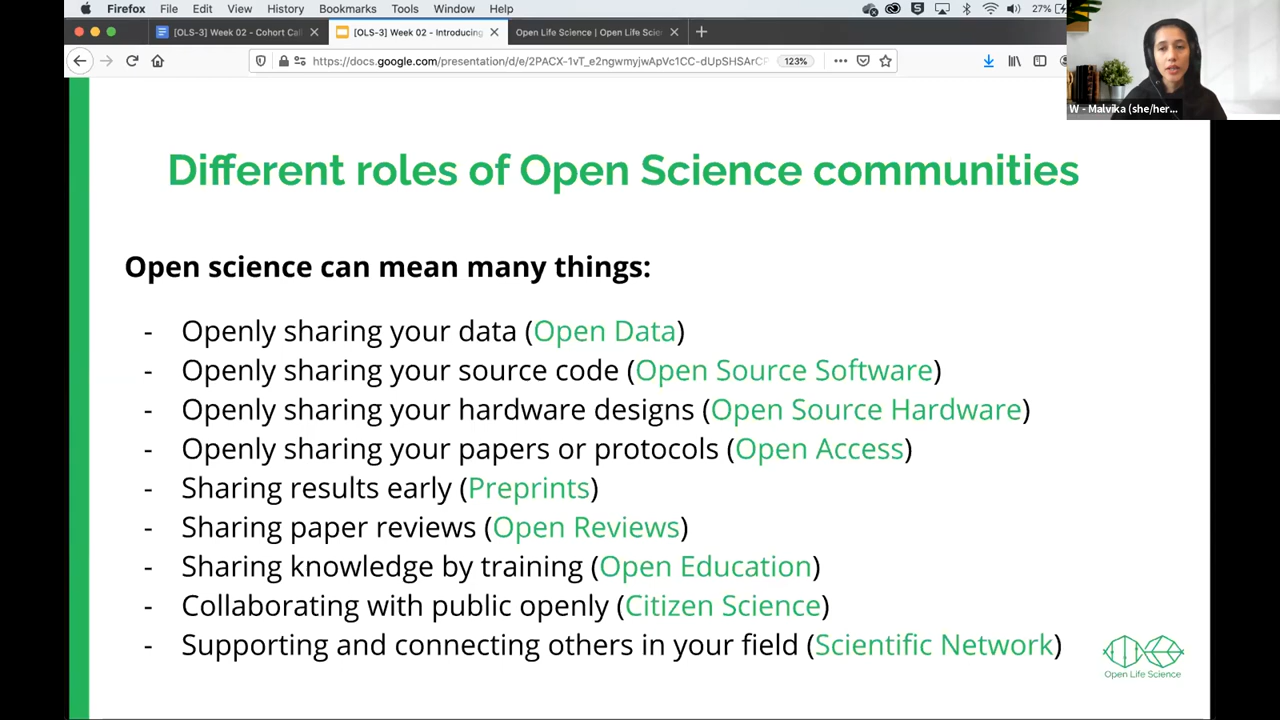 Firefox File Edit View History Bookmarks Tools Window Help 27%
[OLS-3] Week 02 - Cohort Cal
[OLS-3] Week 02 - Introducing
Open Life Science | Open Life Scie
https://docs.google.com/presentation/d/e/2PACX-1vT_e2ngwmyjwApVc1CC-dUpSHSArCF 123%
W - Malvika (she/her...
Different roles of Open Science communities
Open science can mean many things:
- Openly sharing your data (Open Data)
- Openly sharing your source code (Open Source Software)
- Openly sharing your hardware designs (Open Source Hardware)
- Openly sharing your papers or protocols (Open Access)
- Sharing results early (Preprints)
- Sharing paper reviews (Open Reviews)
- Sharing knowledge by training (Open Education)
- Collaborating with public openly (Citizen Science)
- Supporting and connecting others in your field (Scientific Network)
Open Life Science